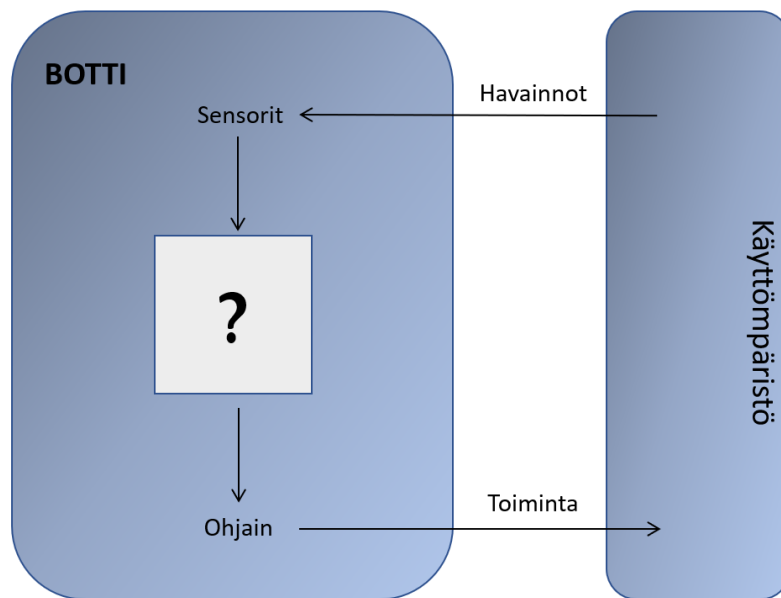 BOTTI
Havainnot
Sensorit
?
Käyttömpäristö
Toiminta
Ohjain